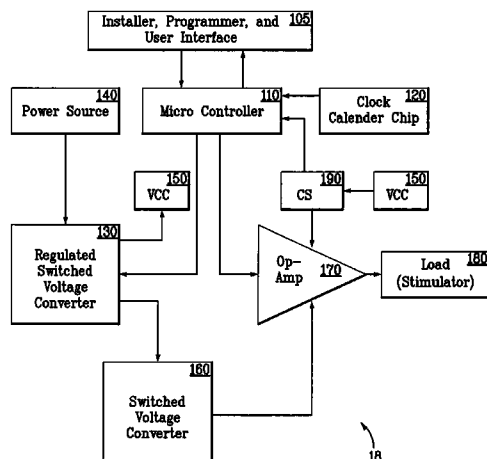 105
Installer, Programmer, and
User Interface
140
Power Source
110
Micro Controller
120
Clock
Calender Chip
150
VCC
190
CS
150
VCC
130
Regulated
Switched
Voltage
Converter
Op-
Amp
170
180
Load
(Stimulator)
160
Switched
Voltage
Converter
18